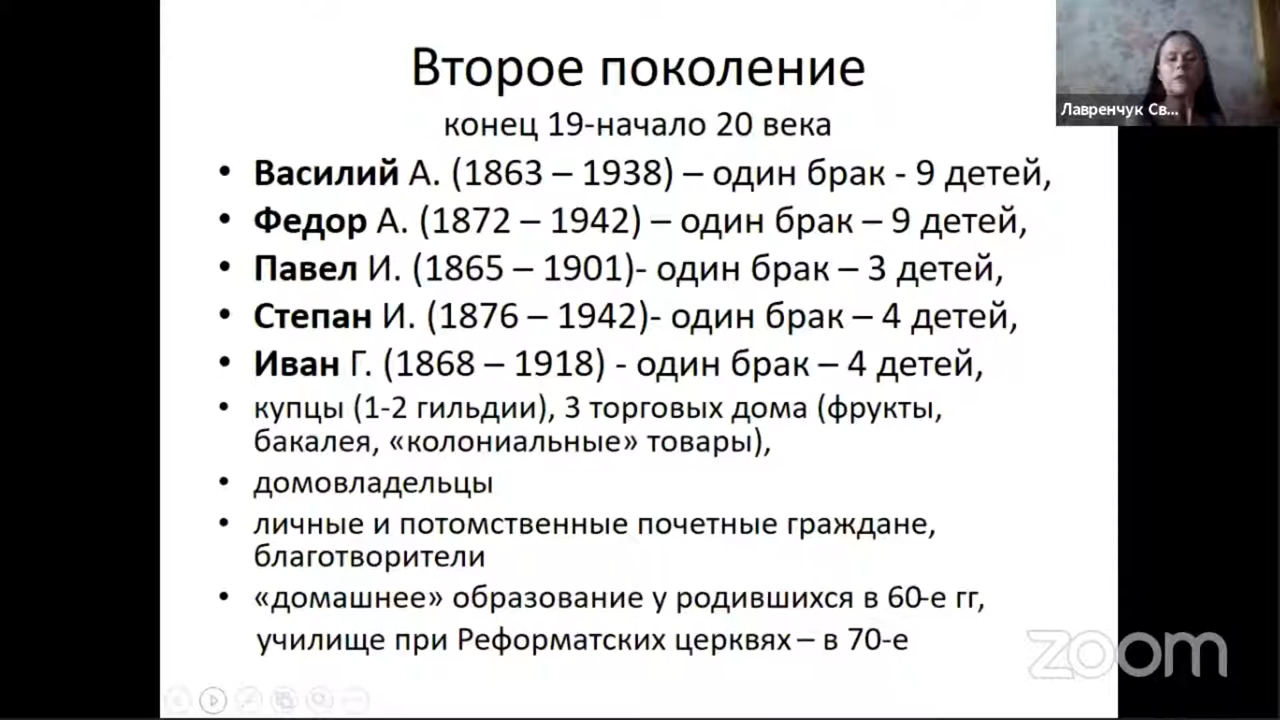 Второе поколение
конец 19-начало 20 века
• Василий А. (1863 – 1938) – один брак - 9 детей,
• Федор А. (1872 – 1942) – один брак – 9 детей,
• Павел И. (1865 – 1901)- один брак – 3 детей,
• Степан И. (1876 – 1942)- один брак – 4 детей,
• Иван Г. (1868 – 1918) - один брак – 4 детей,
• купцы (1-2 гильдии), 3 торговых дома (фрукты,
бакалея, «колониальные» товары),
• домовладельцы
• личные и потомственные почетные граждане,
благотворители
• «домашнее» образование у родившихся в 60-е гг,
училище при Реформатских церквях – в 70-е
Лавренчук Св...
zoom